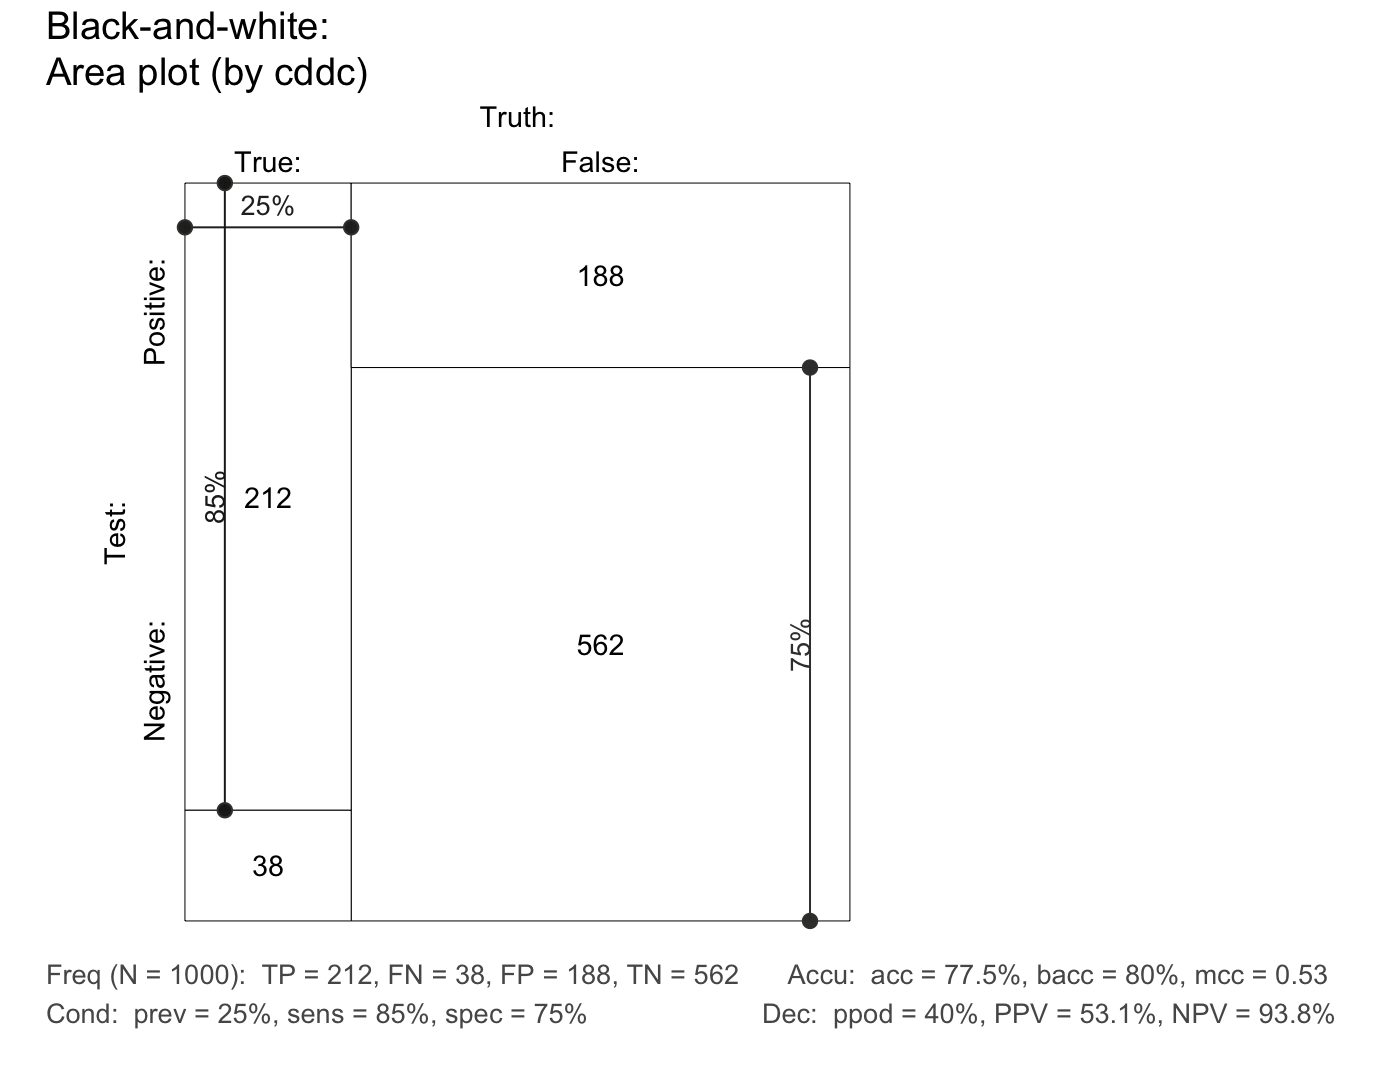 Black-and-white:
Area plot (by cddc)
Truth:
True:
False:
25%
188
Positive:
85%
212
Test:
562
75%
Negative:
38
Freq (N = 1000):  TP = 212, FN = 38, FP = 188, TN = 562
Accu:  acc = 77.5%, bacc = 80%, mcc = 0.53
Cond:  prev = 25%, sens = 85%, spec = 75%
Dec:  ppod = 40%, PPV = 53.1%, NPV = 93.8%